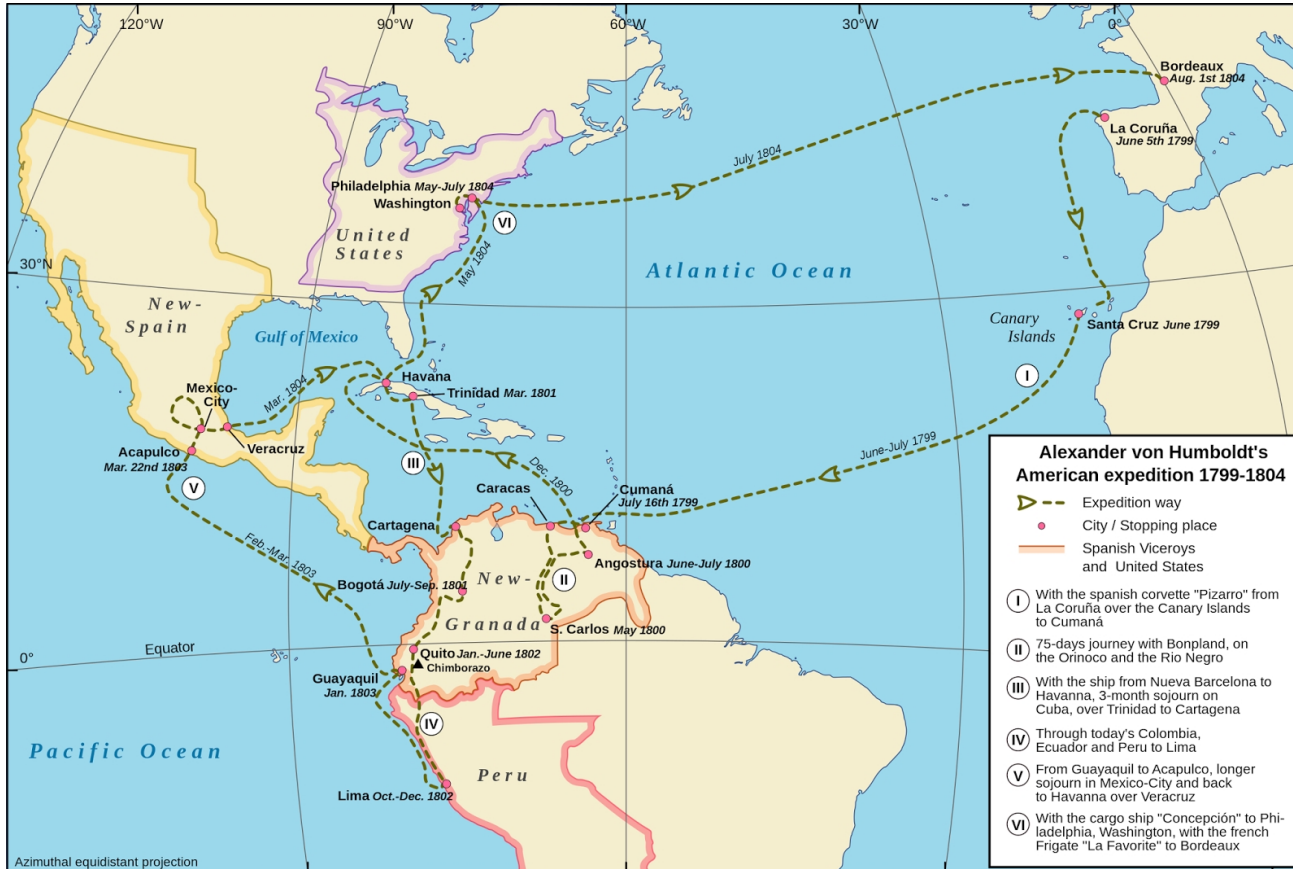 120°W
90°W
60°W
30°W
0°
Bordeaux
Aug. 1st 1804
La Coruña
June 5th 1799
July 1804
Philadelphia May-July 1804
Washington
VI
United
States
May 1804
Atlantic Ocean
30°N
New-
Spain
Gulf of Mexico
Canary
Islands
Santa Cruz June 1799
I
Mar. 1804
Havana
Trinidad Mar. 1801
Mexico-
City
Acapulco
Mar. 22nd 1803
Veracruz
V
III
June-July 1799
Dec. 1800
Caracas
Cumaná
July 16th 1799
Cartagena
Feb.-Mar. 1803
Angostura June-July 1800
II
Bogotá July-Sep. 1801
New-
Granada
S. Carlos May 1800
Equator
0°
Quito Jan.-June 1802
Chimborazo
Guayaquil
Jan. 1803
IV
Pacific Ocean
Peru
Lima Oct.-Dec. 1802
Azimuthal equidistant projection
Alexander von Humboldt's
American expedition 1799-1804
Expedition way
City / Stopping place
Spanish Viceroys
and United States
I With the spanish corvette "Pizarro" from
La Coruña over the Canary Islands
to Cumaná
II 75-days journey with Bonpland, on
the Orinoco and the Rio Negro
III With the ship from Nueva Barcelona to
Havanna, 3-month sojourn on
Cuba, over Trinidad to Cartagena
IV Through today's Colombia,
Ecuador and Peru to Lima
V From Guayaquil to Acapulco, longer
sojourn in Mexico-City and back
to Havanna over Veracruz
VI With the cargo ship "Concepción" to Phi-
ladelphia, Washington, with the french
Frigate "La Favorite" to Bordeaux